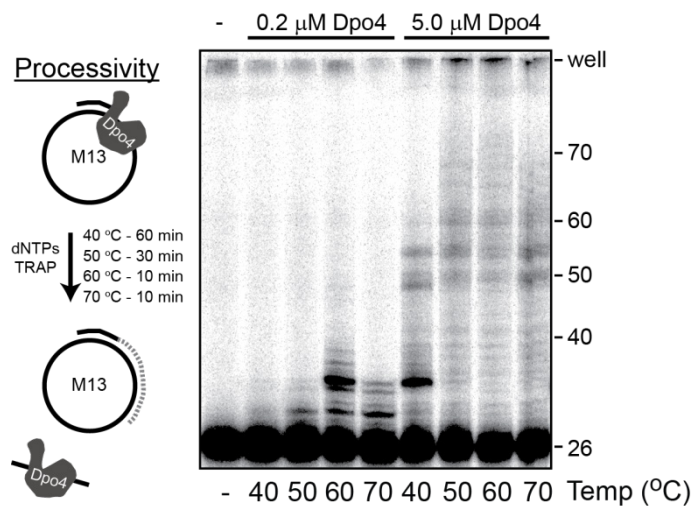 - 0.2 μM Dpo4 5.0 μM Dpo4
Processivity
Dpo4
M13
dNTPs
TRAP
40 °C - 60 min
50 °C - 30 min
60 °C - 10 min
70 °C - 10 min
M13
Dpo4
- well
- 70
- 60
- 50
- 40
- 26
- 40 50 60 70 40 50 60 70 Temp (°C)